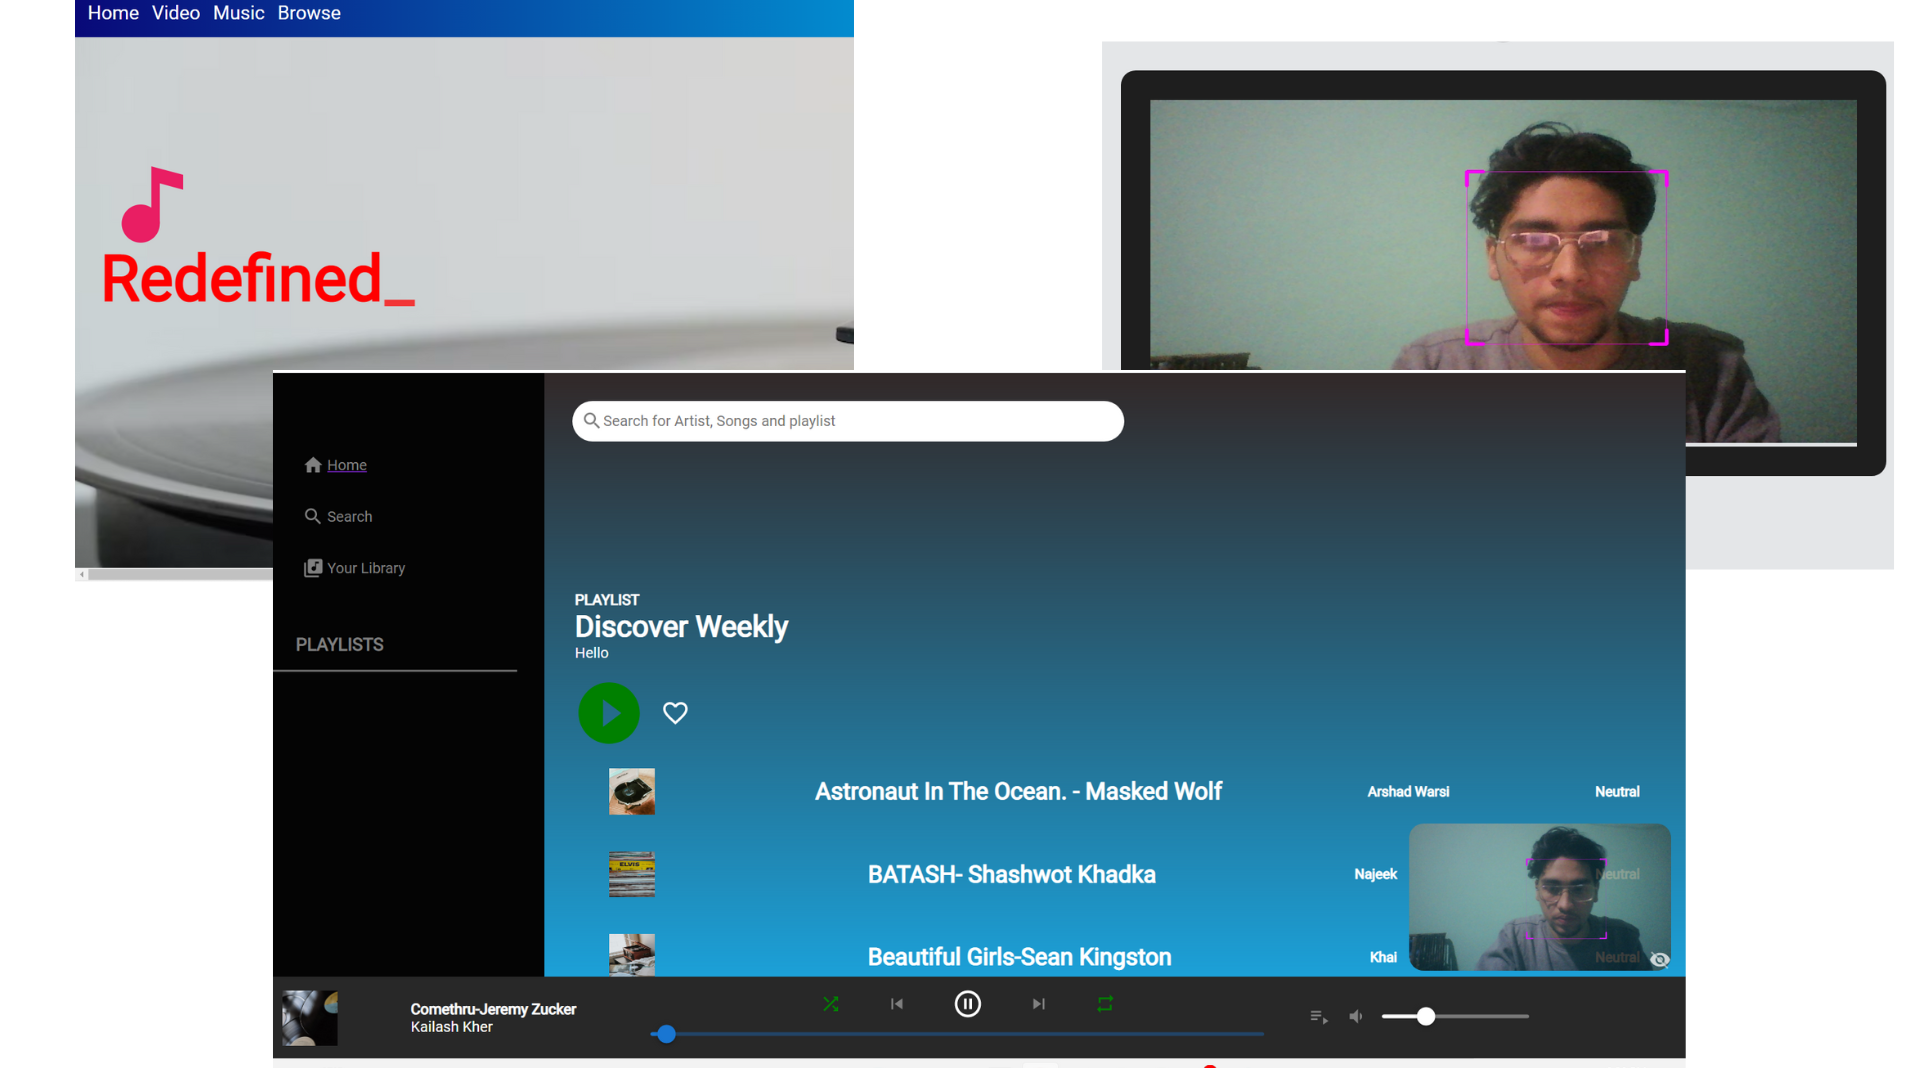 Home Video Music Browse
Redefined_
Search for Artist, Songs and playlist
Home
Search
Your Library
PLAYLISTS
PLAYLIST
Discover Weekly
Hello
Astronaut In The Ocean. - Masked Wolf Arshad Warsi Neutral
ELVIS
BATASH- Shashwot Khadka Najeek Neutral
Beautiful Girls-Sean Kingston Khai Neutral
Comethru-Jeremy Zucker
Kailash Kher